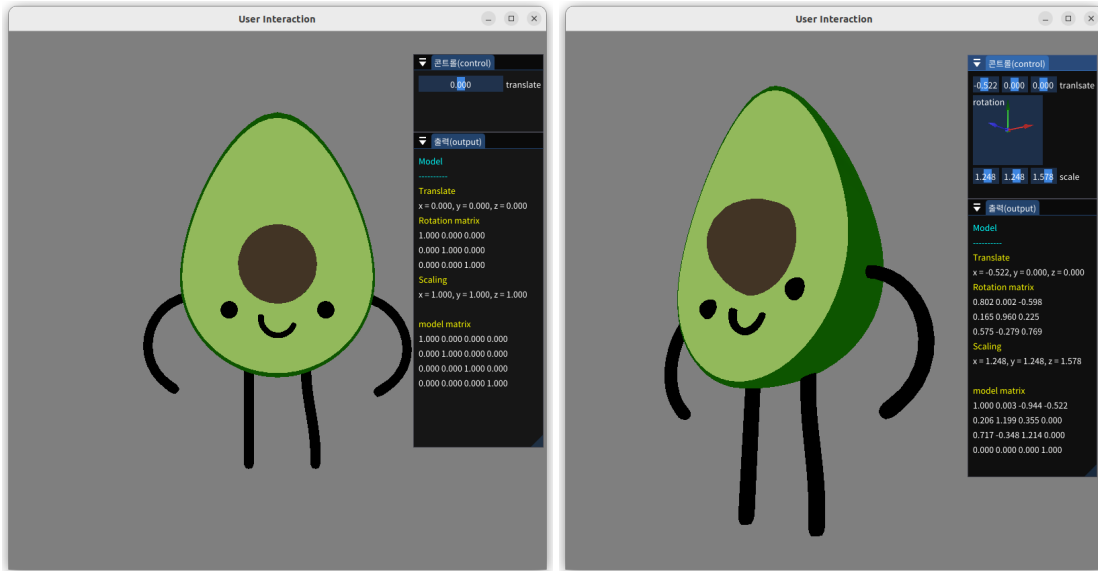 User Interaction
콘트롤(control)
0.000 translate
출력(output)
Model
----------
Translate
x = 0.000, y = 0.000, z = 0.000
Rotation matrix
1.000 0.000 0.000
0.000 1.000 0.000
0.000 0.000 1.000
Scaling
x = 1.000, y = 1.000, z = 1.000
model matrix
1.000 0.000 0.000 0.000
0.000 1.000 0.000 0.000
0.000 0.000 1.000 0.000
0.000 0.000 0.000 1.000
User Interaction
콘트롤(control)
-0.522 0.000 0.000 tranlsate
rotation
1.248 1.248 1.578 scale
출력(output)
Model
----------
Translate
x = -0.522, y = 0.000, z = 0.000
Rotation matrix
0.802 0.002 -0.598
0.165 0.960 0.225
0.575 -0.279 0.769
Scaling
x = 1.248, y = 1.248, z = 1.578
model matrix
1.000 0.003 -0.944 -0.522
0.206 1.199 0.355 0.000
0.717 -0.348 1.214 0.000
0.000 0.000 0.000 1.000